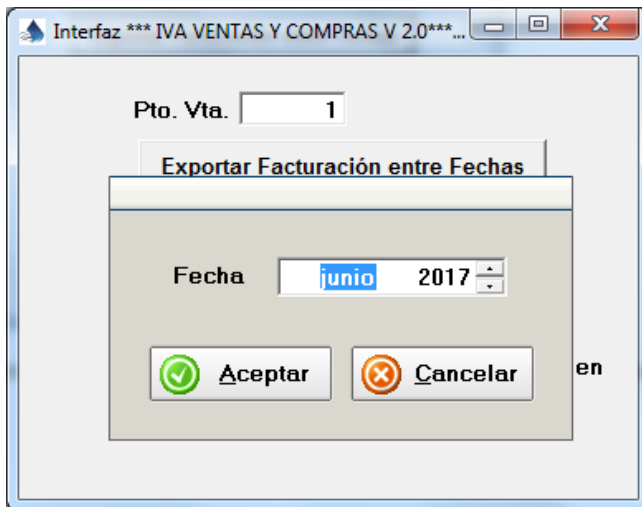 Interfaz *** IVA VENTAS Y COMPRAS V 2.0***...
Pto. Vta. 1
Exportar Facturación entre Fechas
Fecha junio 2017
Aceptar Cancelar
en